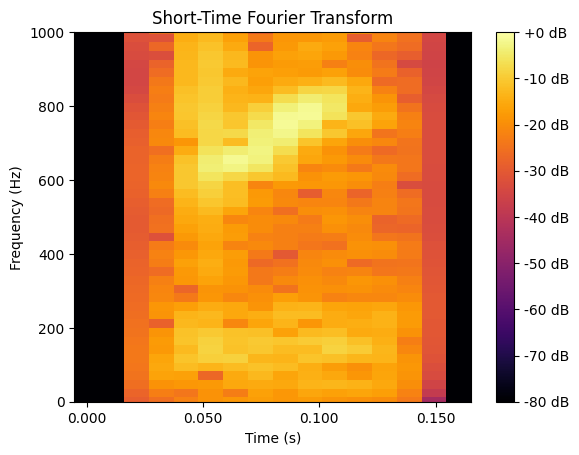 Short-Time Fourier Transform
1000
800
600
400
200
0
Frequency (Hz)
0.000
0.050
0.100
0.150
Time (s)
+0 dB
-10 dB
-20 dB
-30 dB
-40 dB
-50 dB
-60 dB
-70 dB
-80 dB